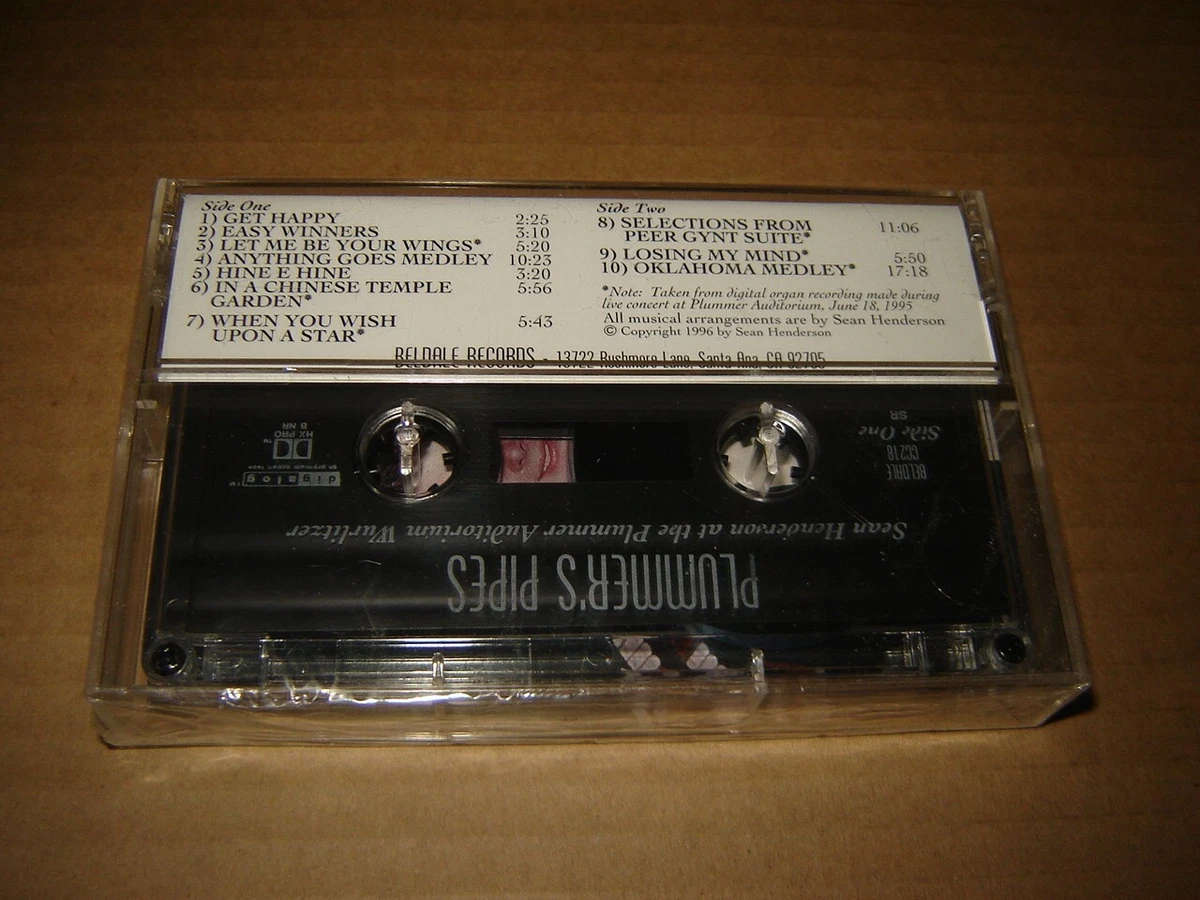 Side One
1) GET HAPPY 2:25
2) EASY WINNERS 3:10
3) LET ME BE YOUR WINGS* 5:20
4) ANYTHING GOES MEDLEY 10:23
5) HINE E HINE 3:20
6) IN A CHINESE TEMPLE 5:56
GARDEN*
7) WHEN YOU WISH 5:43
UPON A STAR*
Side Two
8) SELECTIONS FROM 11:06
PEER GYNT SUITE*
9) LOSING MY MIND* 5:50
10) OKLAHOMA MEDLEY* 17:18
*Note: Taken from digital organ recording made during
live concert at Plummer Auditorium, June 18, 1995
All musical arrangements are by Sean Henderson
© Copyright 1996 by Sean Henderson
BELDALE RECORDS - 13722 Rushmore Lane, Santa Ana, CA 92705
PLUMMER'S PIPES
Sean Henderson at the Plummer Auditorium Wurlitzer
BELDALE
GC218
Side One
SR
digalog
on premium cobalt tape
HX PRO
B NR